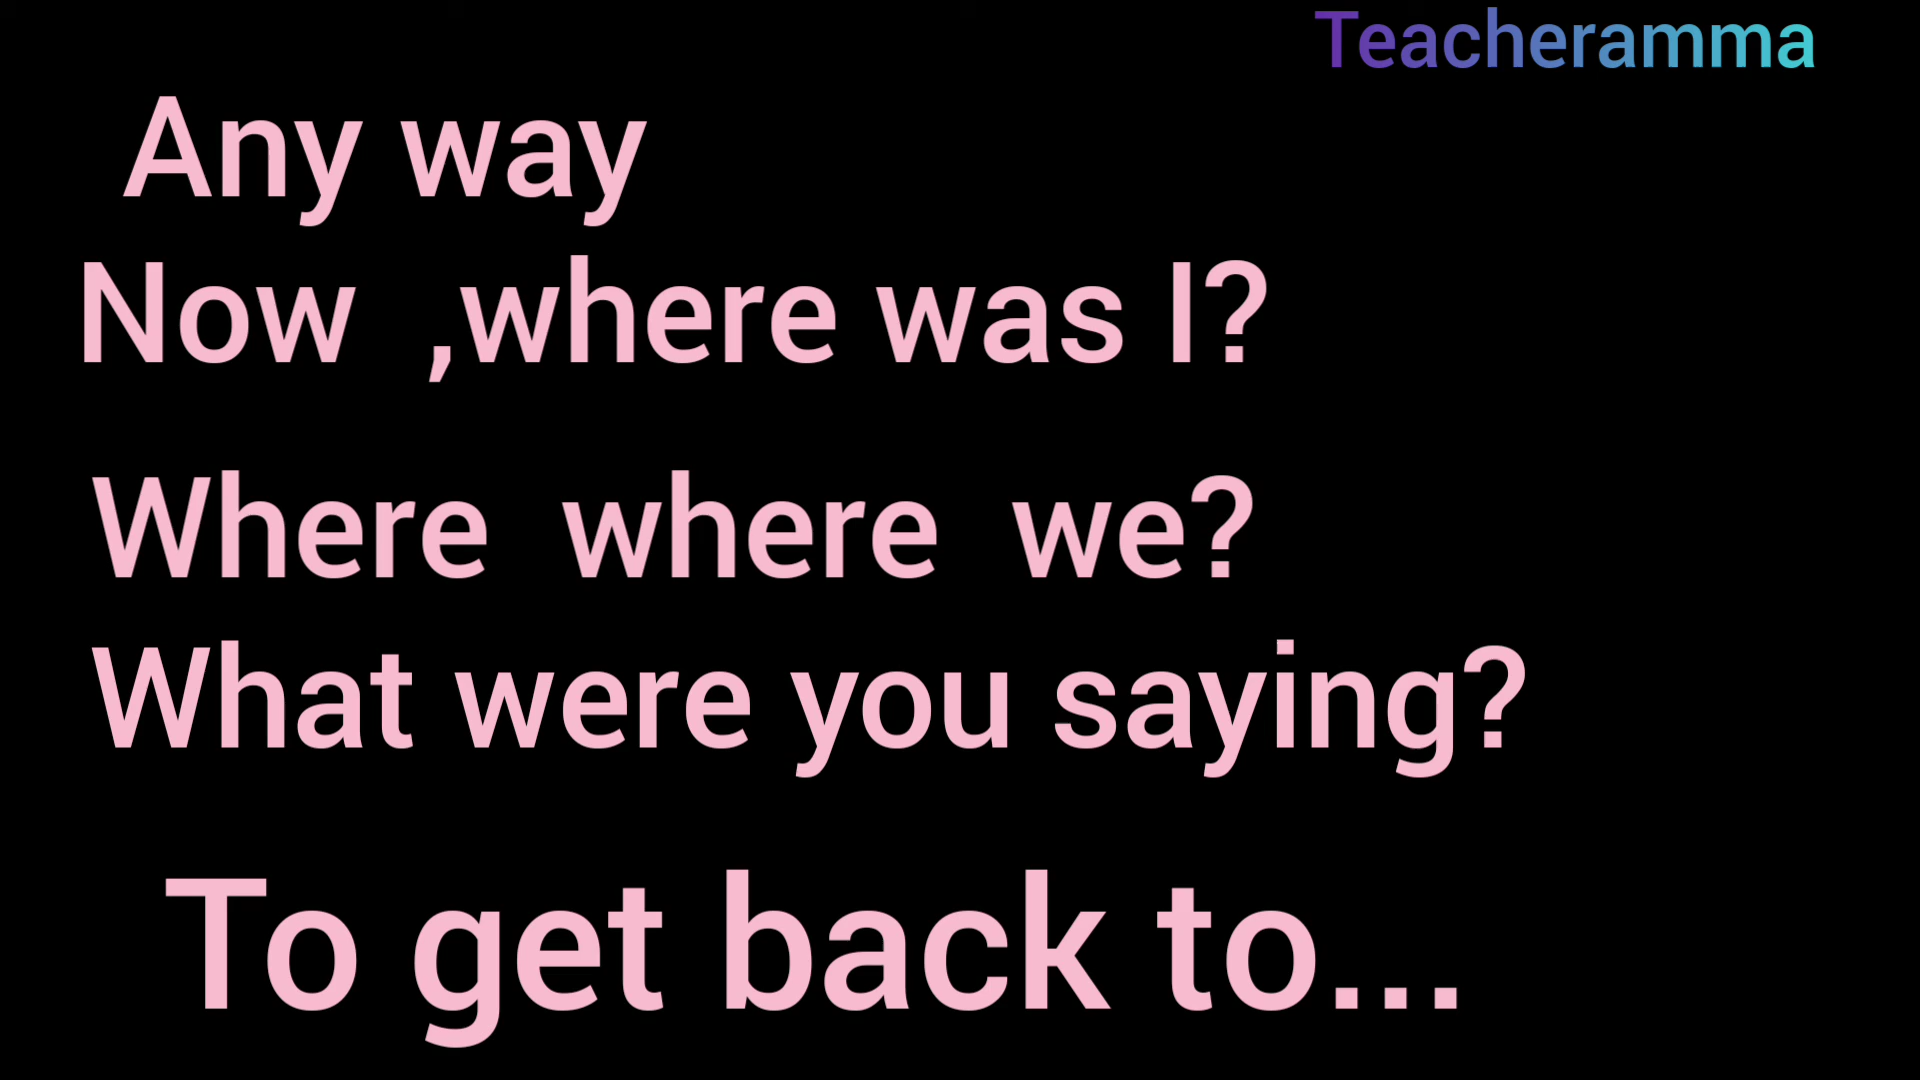 Teacheramma
Any way
Now ,where was I?
Where where we?
What were you saying?
To get back to...